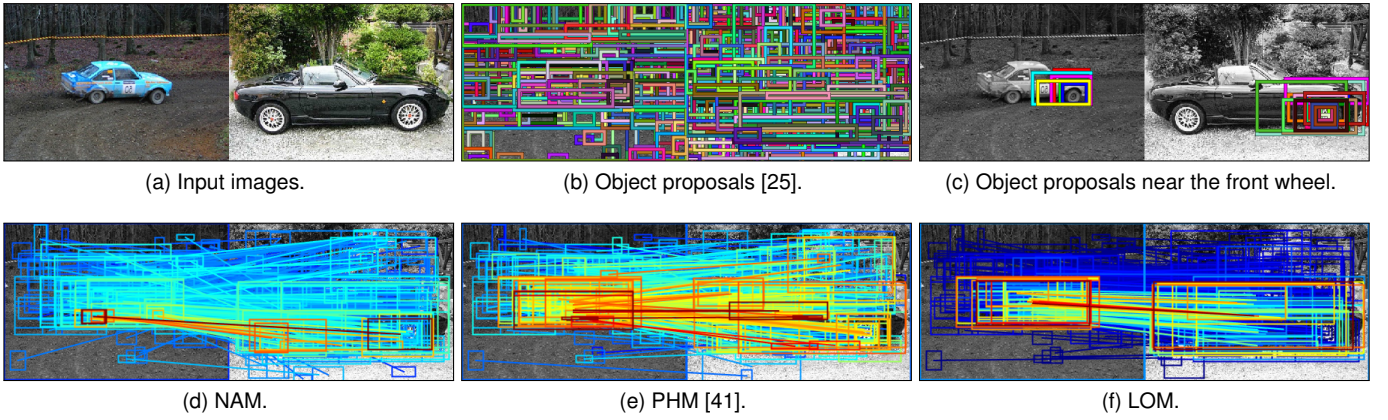 (a) Input images.
(b) Object proposals [25].
(c) Object proposals near the front wheel.
(d) NAM.
(e) PHM [41].
(f) LOM.